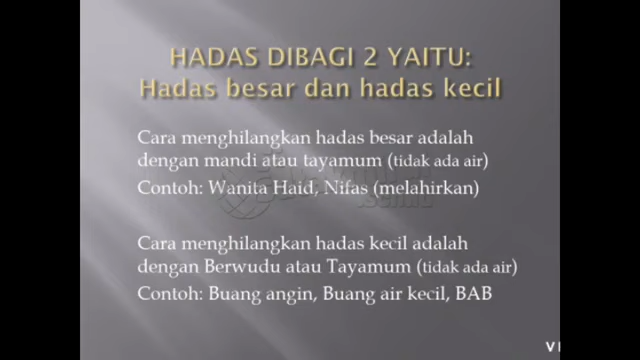 HADAS DIBAGI 2 YAITU:
Hadas besar dan hadas kecil
Cara menghilangkan hadas besar adalah
dengan mandi atau tayamum (tidak ada air)
Contoh: Wanita Haid, Nifas (melahirkan)
Cara menghilangkan hadas kecil adalah
dengan Berwudu atau Tayamum (tidak ada air)
Contoh: Buang angin, Buang air kecil, BAB